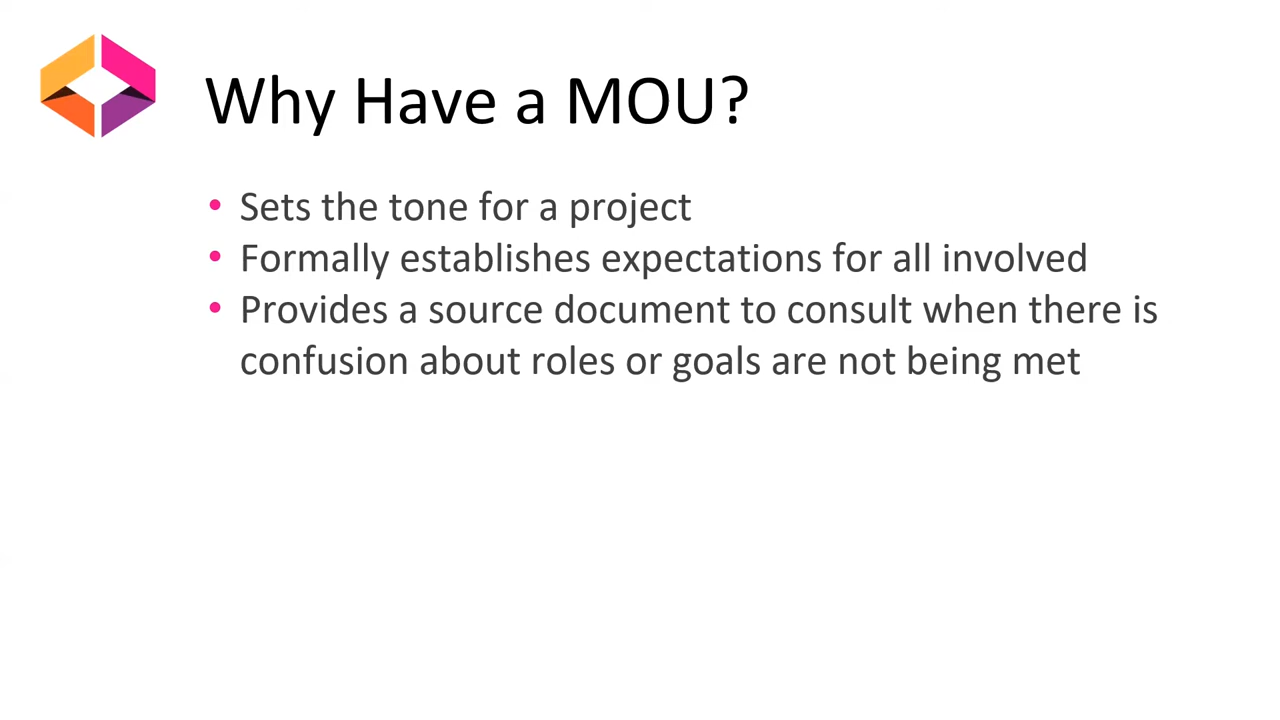 Why Have a MOU?
• Sets the tone for a project
• Formally establishes expectations for all involved
• Provides a source document to consult when there is
confusion about roles or goals are not being met